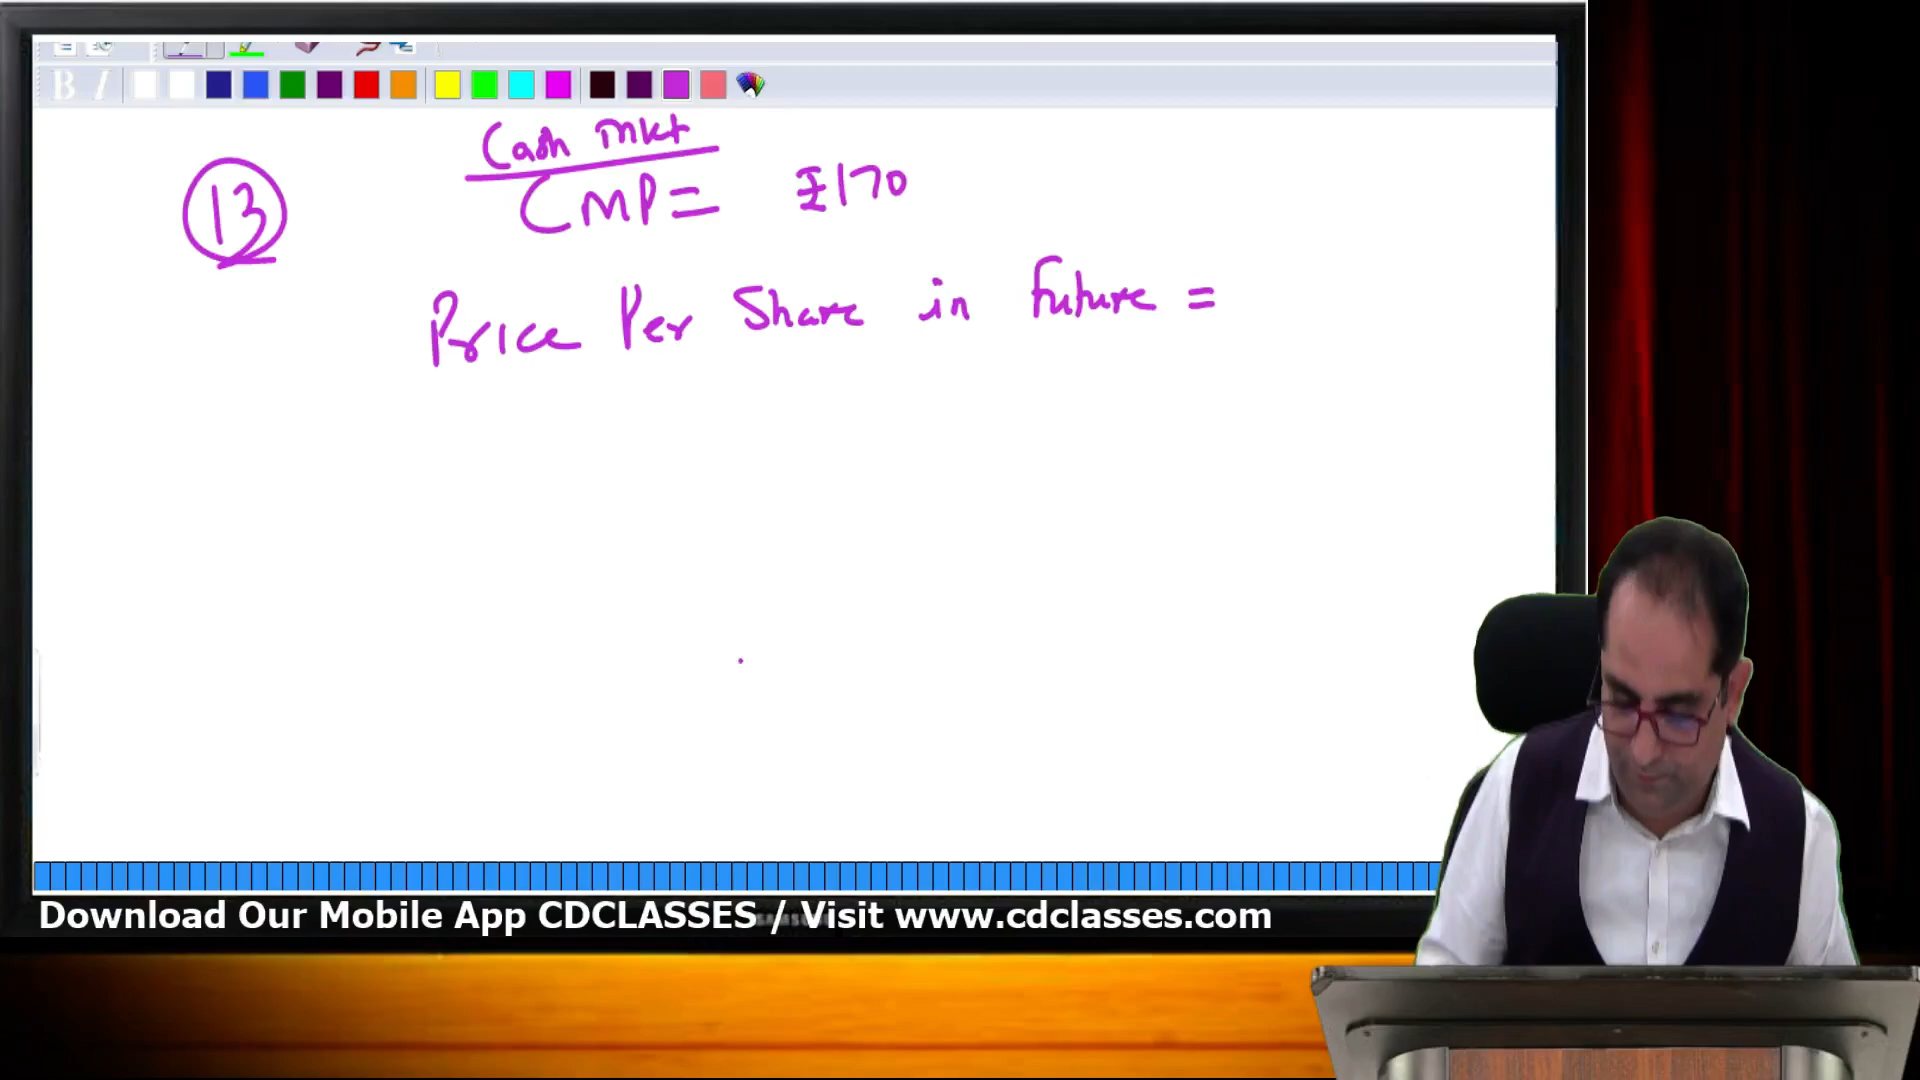 B I
Cash mkt
13
CMP= ₹170
Price Per Share in future =
Download Our Mobile App CDCLASSES / Visit www.cdclasses.com